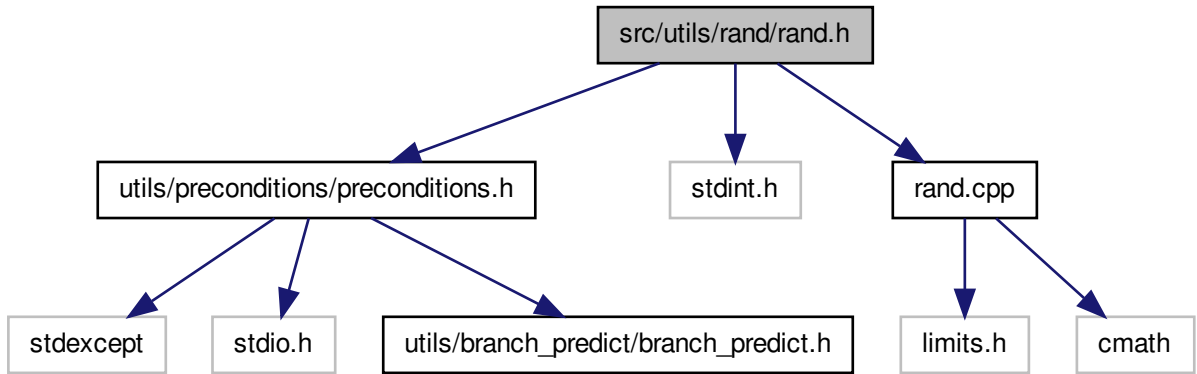 src/utils/rand/rand.h
utils/preconditions/preconditions.h
stdint.h
rand.cpp
stdexcept
stdio.h
utils/branch_predict/branch_predict.h
limits.h
cmath